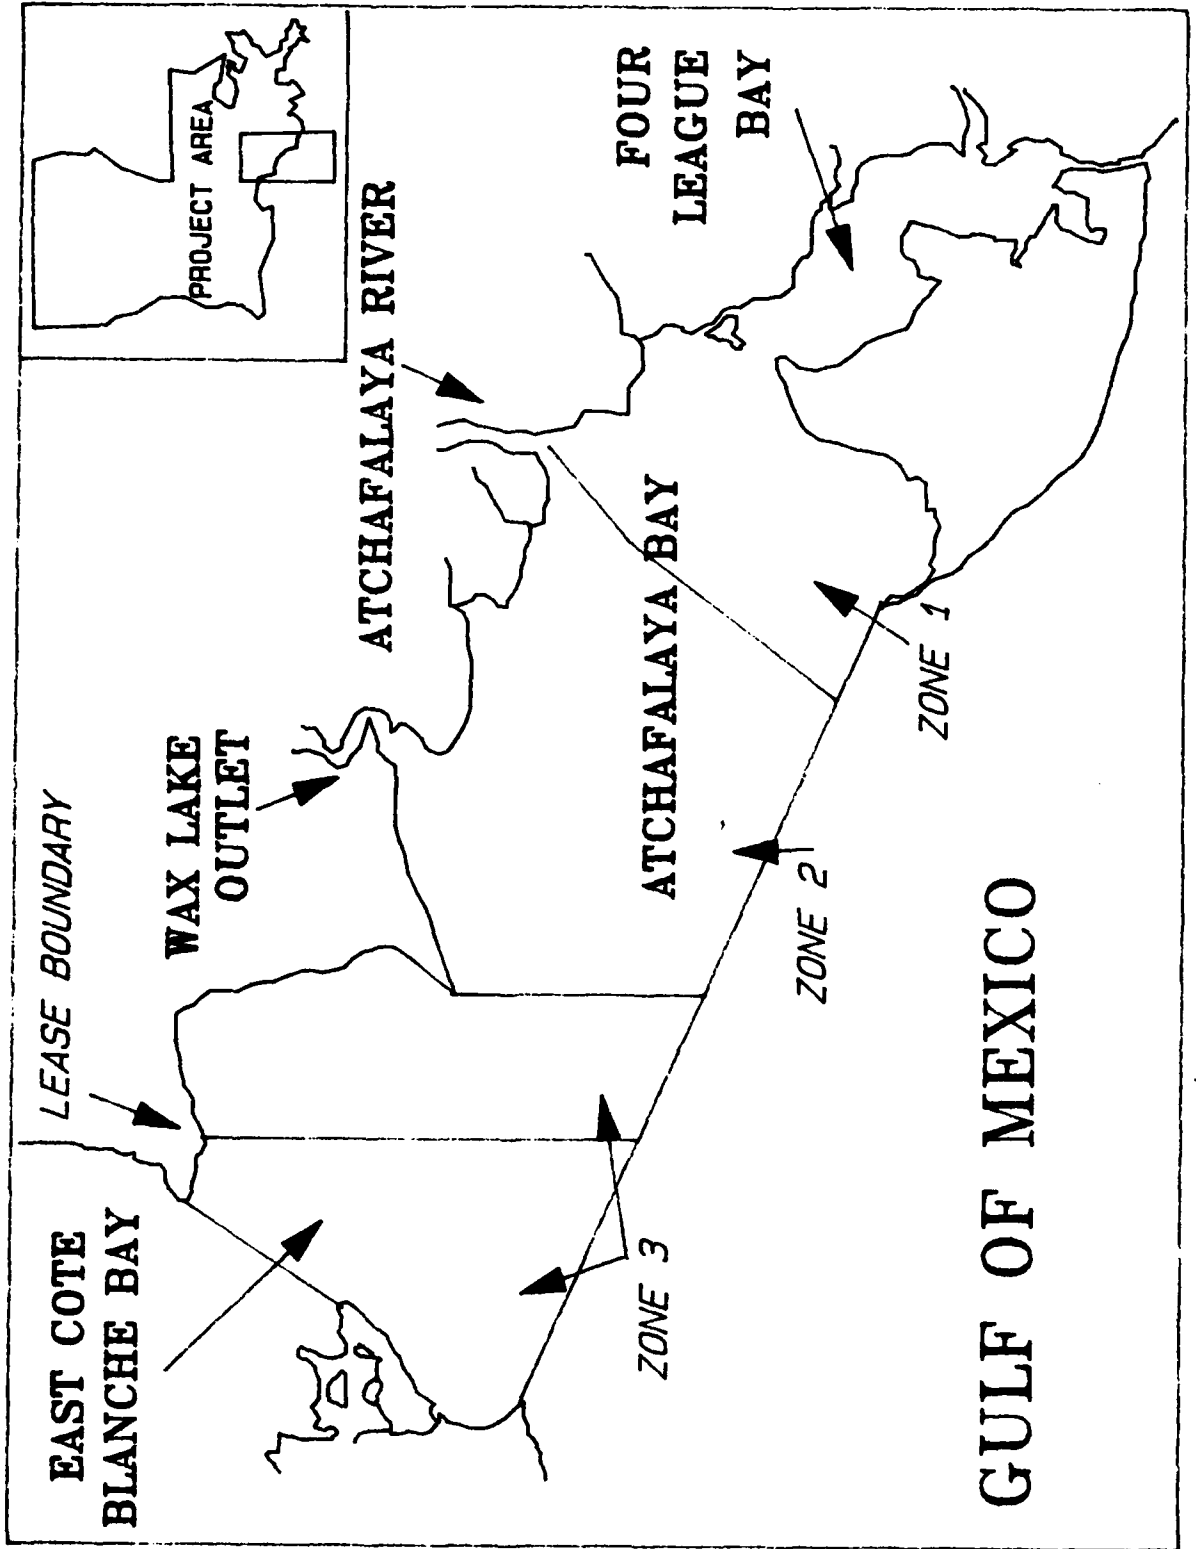 PROJECT AREA
EAST COTE
BLANCHE BAY
LEASE BOUNDARY
WAX LAKE
OUTLET
ATCHAFALAYA RIVER
FOUR
LEAGUE
BAY
ATCHAFALAYA BAY
ZONE 3
ZONE 2
ZONE 1
GULF OF MEXICO